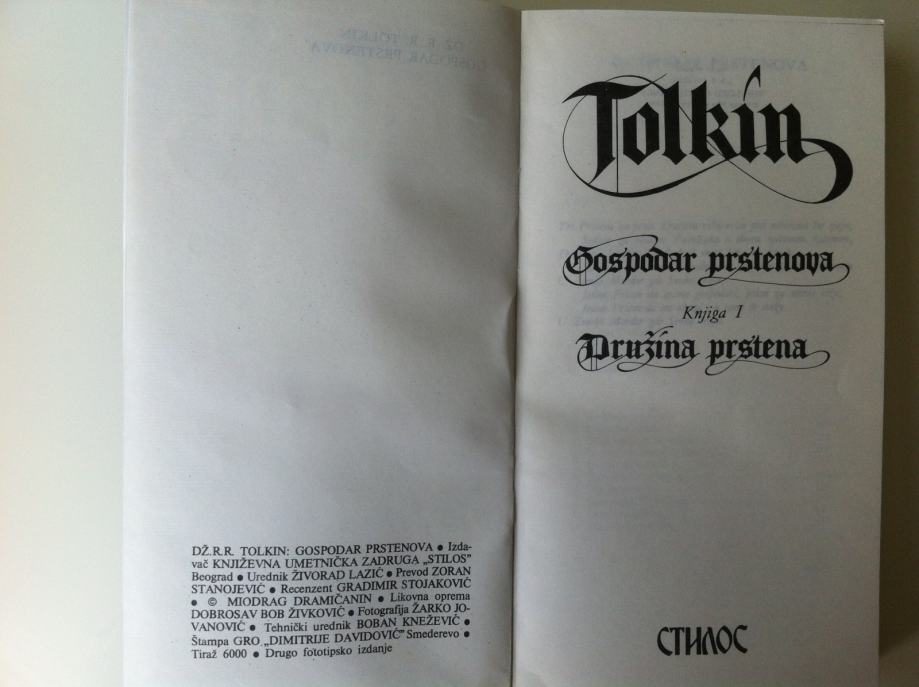 DŽ.R.R. TOLKIN: GOSPODAR PRSTENOVA ● Izda-
vač KNJIŽEVNA UMETNIČKA ZADRUGA „STILOS”
Beograd ● Urednik ŽIVORAD LAZIĆ ● Prevod ZORAN
STANOJEVIĆ ● Recenzent GRADIMIR STOJAKOVIĆ
● © MIODRAG DRAMIČANIN ● Likovna oprema
DOBROSAV BOB ŽIVKOVIĆ ● Fotografija ŽARKO JO-
VANOVIĆ ● Tehnički urednik BOBAN KNEŽEVIĆ ●
Štampa GRO „DIMITRIJE DAVIDOVIĆ” Smederevo ●
Tiraž 6000 ● Drugo fototipsko izdanje
Tolkin
Gospodar prstenova
Knjiga I
Družina prstena
СТИЛОС